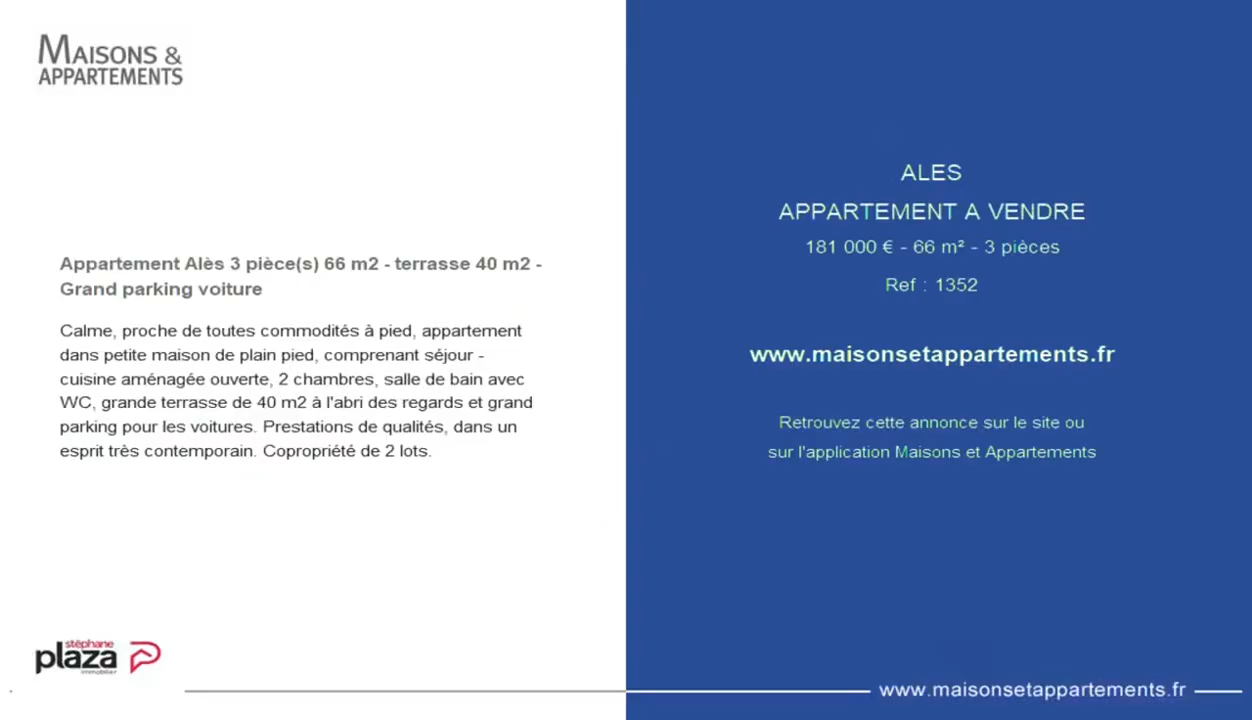 MAISONS &
APPARTEMENTS
Appartement Alès 3 pièce(s) 66 m2 - terrasse 40 m2 -
Grand parking voiture
Calme, proche de toutes commodités à pied, appartement
dans petite maison de plain pied, comprenant séjour -
cuisine aménagée ouverte, 2 chambres, salle de bain avec
WC, grande terrasse de 40 m2 à l'abri des regards et grand
parking pour les voitures. Prestations de qualités, dans un
esprit très contemporain. Copropriété de 2 lots.
stéphane
plaza
immobilier
ALES
APPARTEMENT A VENDRE
181 000 € - 66 m² - 3 pièces
Ref : 1352
www.maisonsetappartements.fr
Retrouvez cette annonce sur le site ou
sur l'application Maisons et Appartements
www.maisonsetappartements.fr